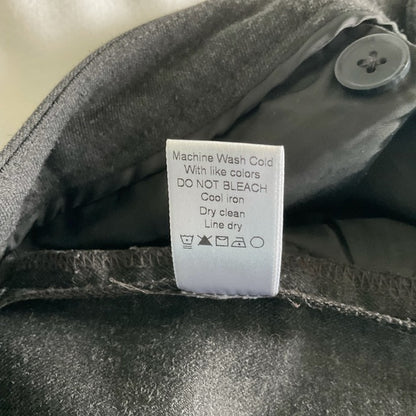 Machine Wash Cold
With like colors
DO NOT BLEACH
Cool iron
Dry clean
Line dry